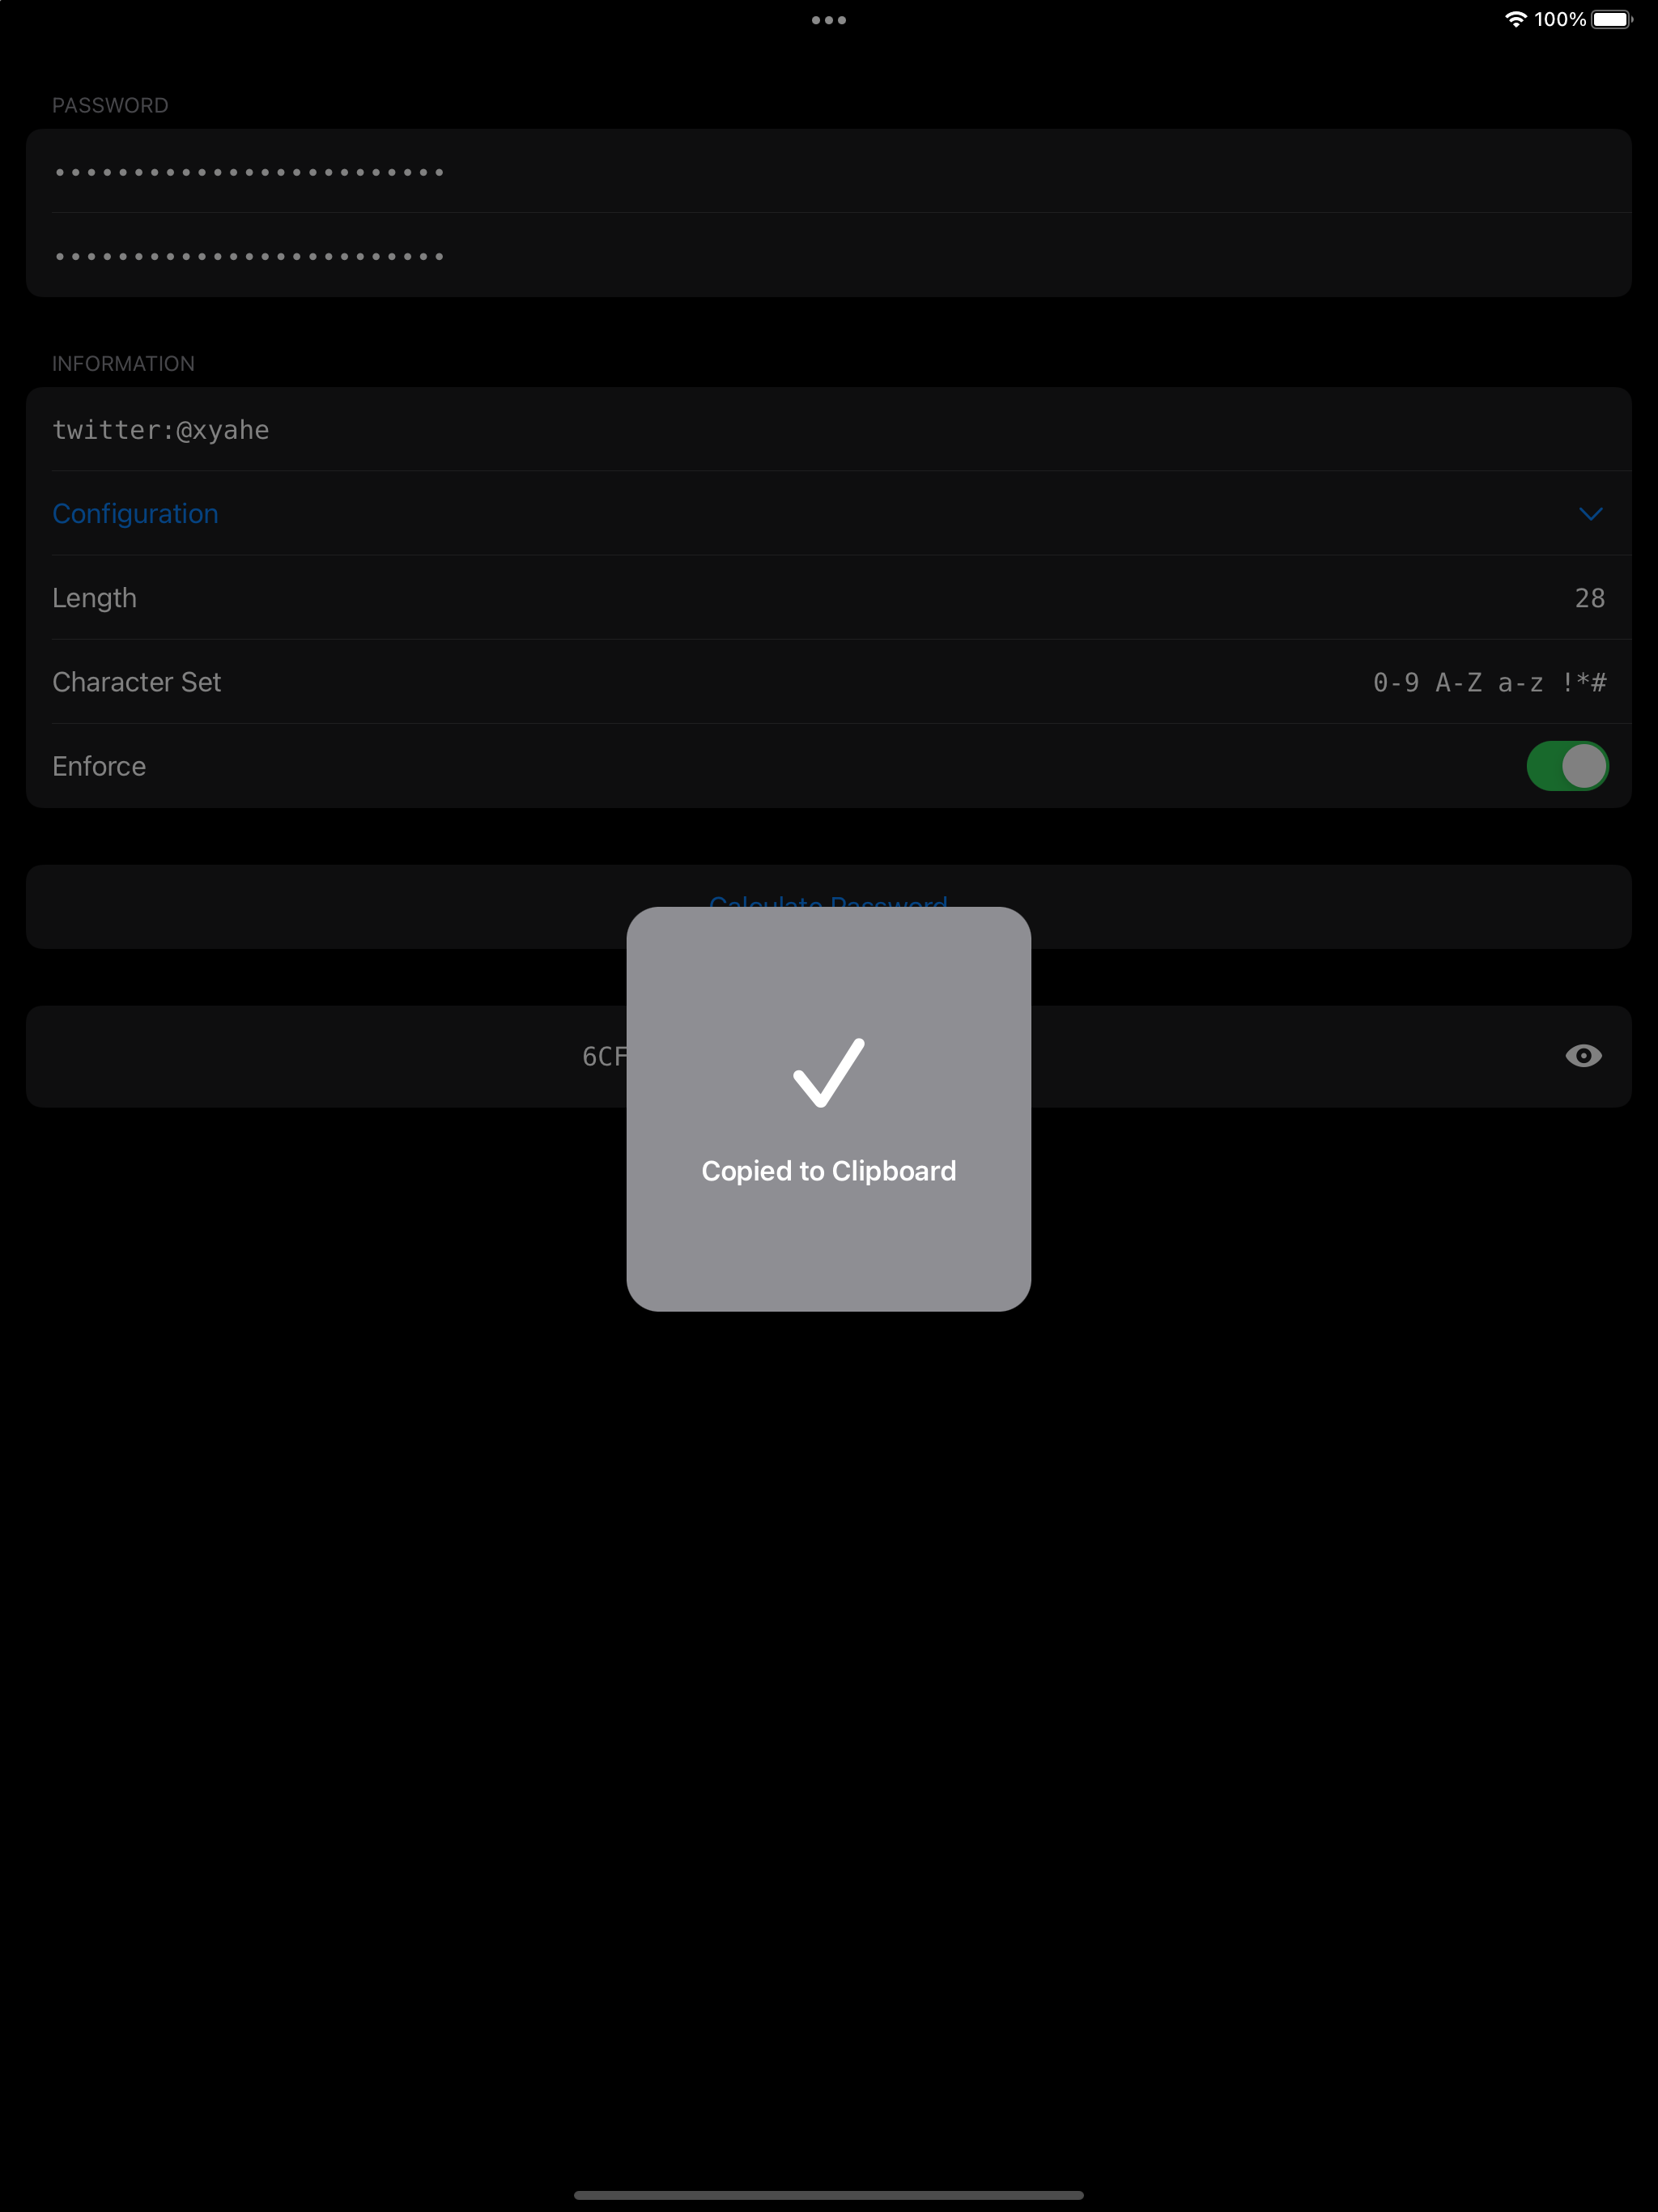 100%
PASSWORD
•••••••••••••••••••••••••
•••••••••••••••••••••••••
INFORMATION
twitter:@xyahe
Configuration
Length 28
Character Set 0-9 A-Z a-z !*#
Enforce
Calculate Password
6CF
Copied to Clipboard